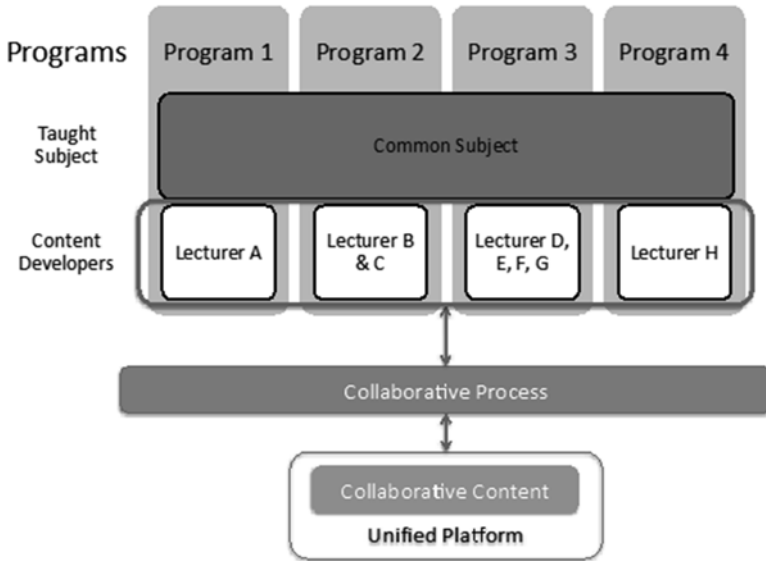 Programs
Program 1
Program 2
Program 3
Program 4
Taught
Subject
Common Subject
Content
Developers
Lecturer A
Lecturer B
& C
Lecturer D,
E, F, G
Lecturer H
Collaborative Process
Collaborative Content
Unified Platform